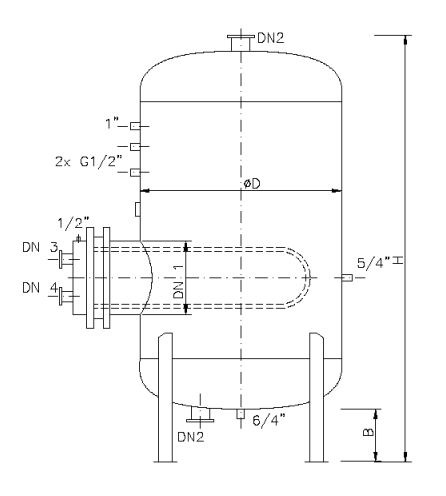 DN2
1"
2x G1/2"
øD
1/2"
DN 3
DN 1
5/4"
H
DN 4
B
6/4"
DN2